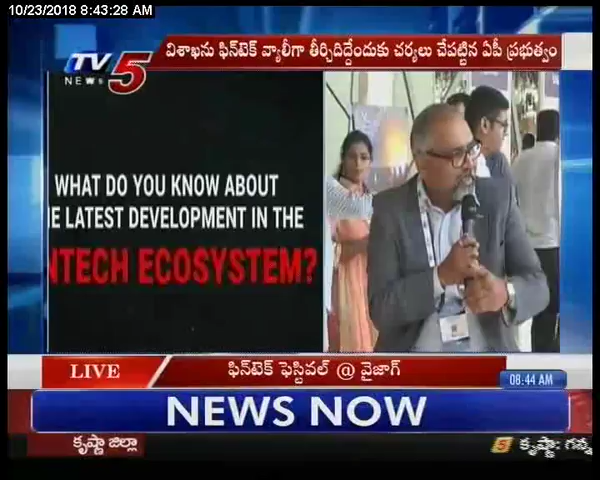 10/23/2018 8:43:28 AM
TV5
NEWS
విశాఖను ఫిన్‌టెక్ వ్యాలీగా తీర్చిదిద్దేందుకు చర్యలు చేపట్టిన ఏపీ ప్రభుత్వం
WHAT DO YOU KNOW ABOUT
E LATEST DEVELOPMENT IN THE
NTECH ECOSYSTEM?
LIVE
ఫిన్‌టెక్ ఫెస్టివల్ @ వైజాగ్
08:44 AM
NEWS NOW
కృష్ణా జిల్లా
5 కృష్ణా: గన్న